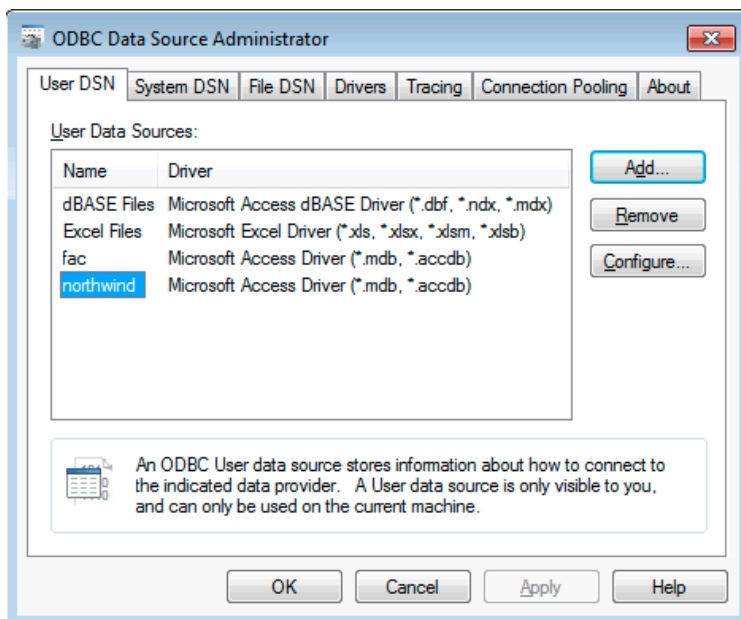 ODBC Data Source Administrator
User DSN System DSN File DSN Drivers Tracing Connection Pooling About
User Data Sources:
Name Driver
Add...
dBASE Files Microsoft Access dBASE Driver (*.dbf, *.ndx, *.mdx)
Remove
Excel Files Microsoft Excel Driver (*.xls, *.xlsx, *.xlsm, *.xlsb)
fac Microsoft Access Driver (*.mdb, *.accdb)
Configure...
northwind Microsoft Access Driver (*.mdb, *.accdb)
An ODBC User data source stores information about how to connect to
the indicated data provider. A User data source is only visible to you,
and can only be used on the current machine.
OK Cancel Apply Help